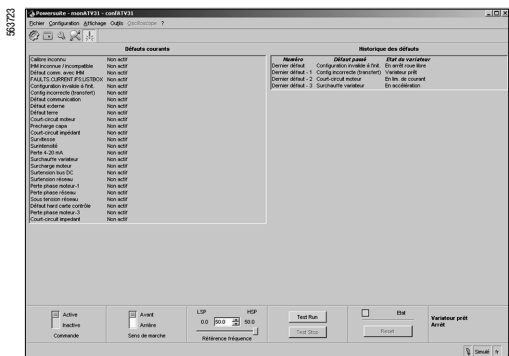 563723
Powersuite - monATV31 - confATV31
Fichier Configuration Affichage Outils Oscilloscope ?
Défauts courants
Historique des défauts
Calibre inconnu Non actif
IHM inconnue / incompatible Non actif
Défaut comm. avec IHM Non actif
FAULTS.CURRENT.IFS.LISTBOX Non actif
Configuration invalide à l'init. Non actif
Config incorrecte (transfert) Non actif
Défaut communication Non actif
Défaut externe Non actif
Défaut terre Non actif
Court-circuit moteur Non actif
Precharge capa Non actif
Court-circuit impédant Non actif
Survitesse Non actif
Surintensité Non actif
Perte 4-20 mA Non actif
Surchauffe variateur Non actif
Surcharge moteur Non actif
Surtension bus DC Non actif
Surtension réseau Non actif
Perte phase moteur-1 Non actif
Perte phase réseau Non actif
Sous tension réseau Non actif
Défaut hard carte contrôle Non actif
Perte phase moteur-3 Non actif
Court-circuit impedant Non actif
Numéro Défaut passé Etat du variateur
Dernier défaut Configuration invalide à l'init. En arrêt roue libre
Dernier défaut - 1 Config incorrecte (transfert) Variateur prêt
Dernier défaut - 2 Court-circuit moteur En lim. de courant
Dernier défaut - 3 Surchauffe variateur En accélération
Active
Inactive
Commande
Avant
Arrière
Sens de marche
LSP HSP
0.0 50.0 50.0
Référence fréquence
Test Run
Test Stop
Etat
Reset
Variateur prêt
Arrêt
Simulé fr